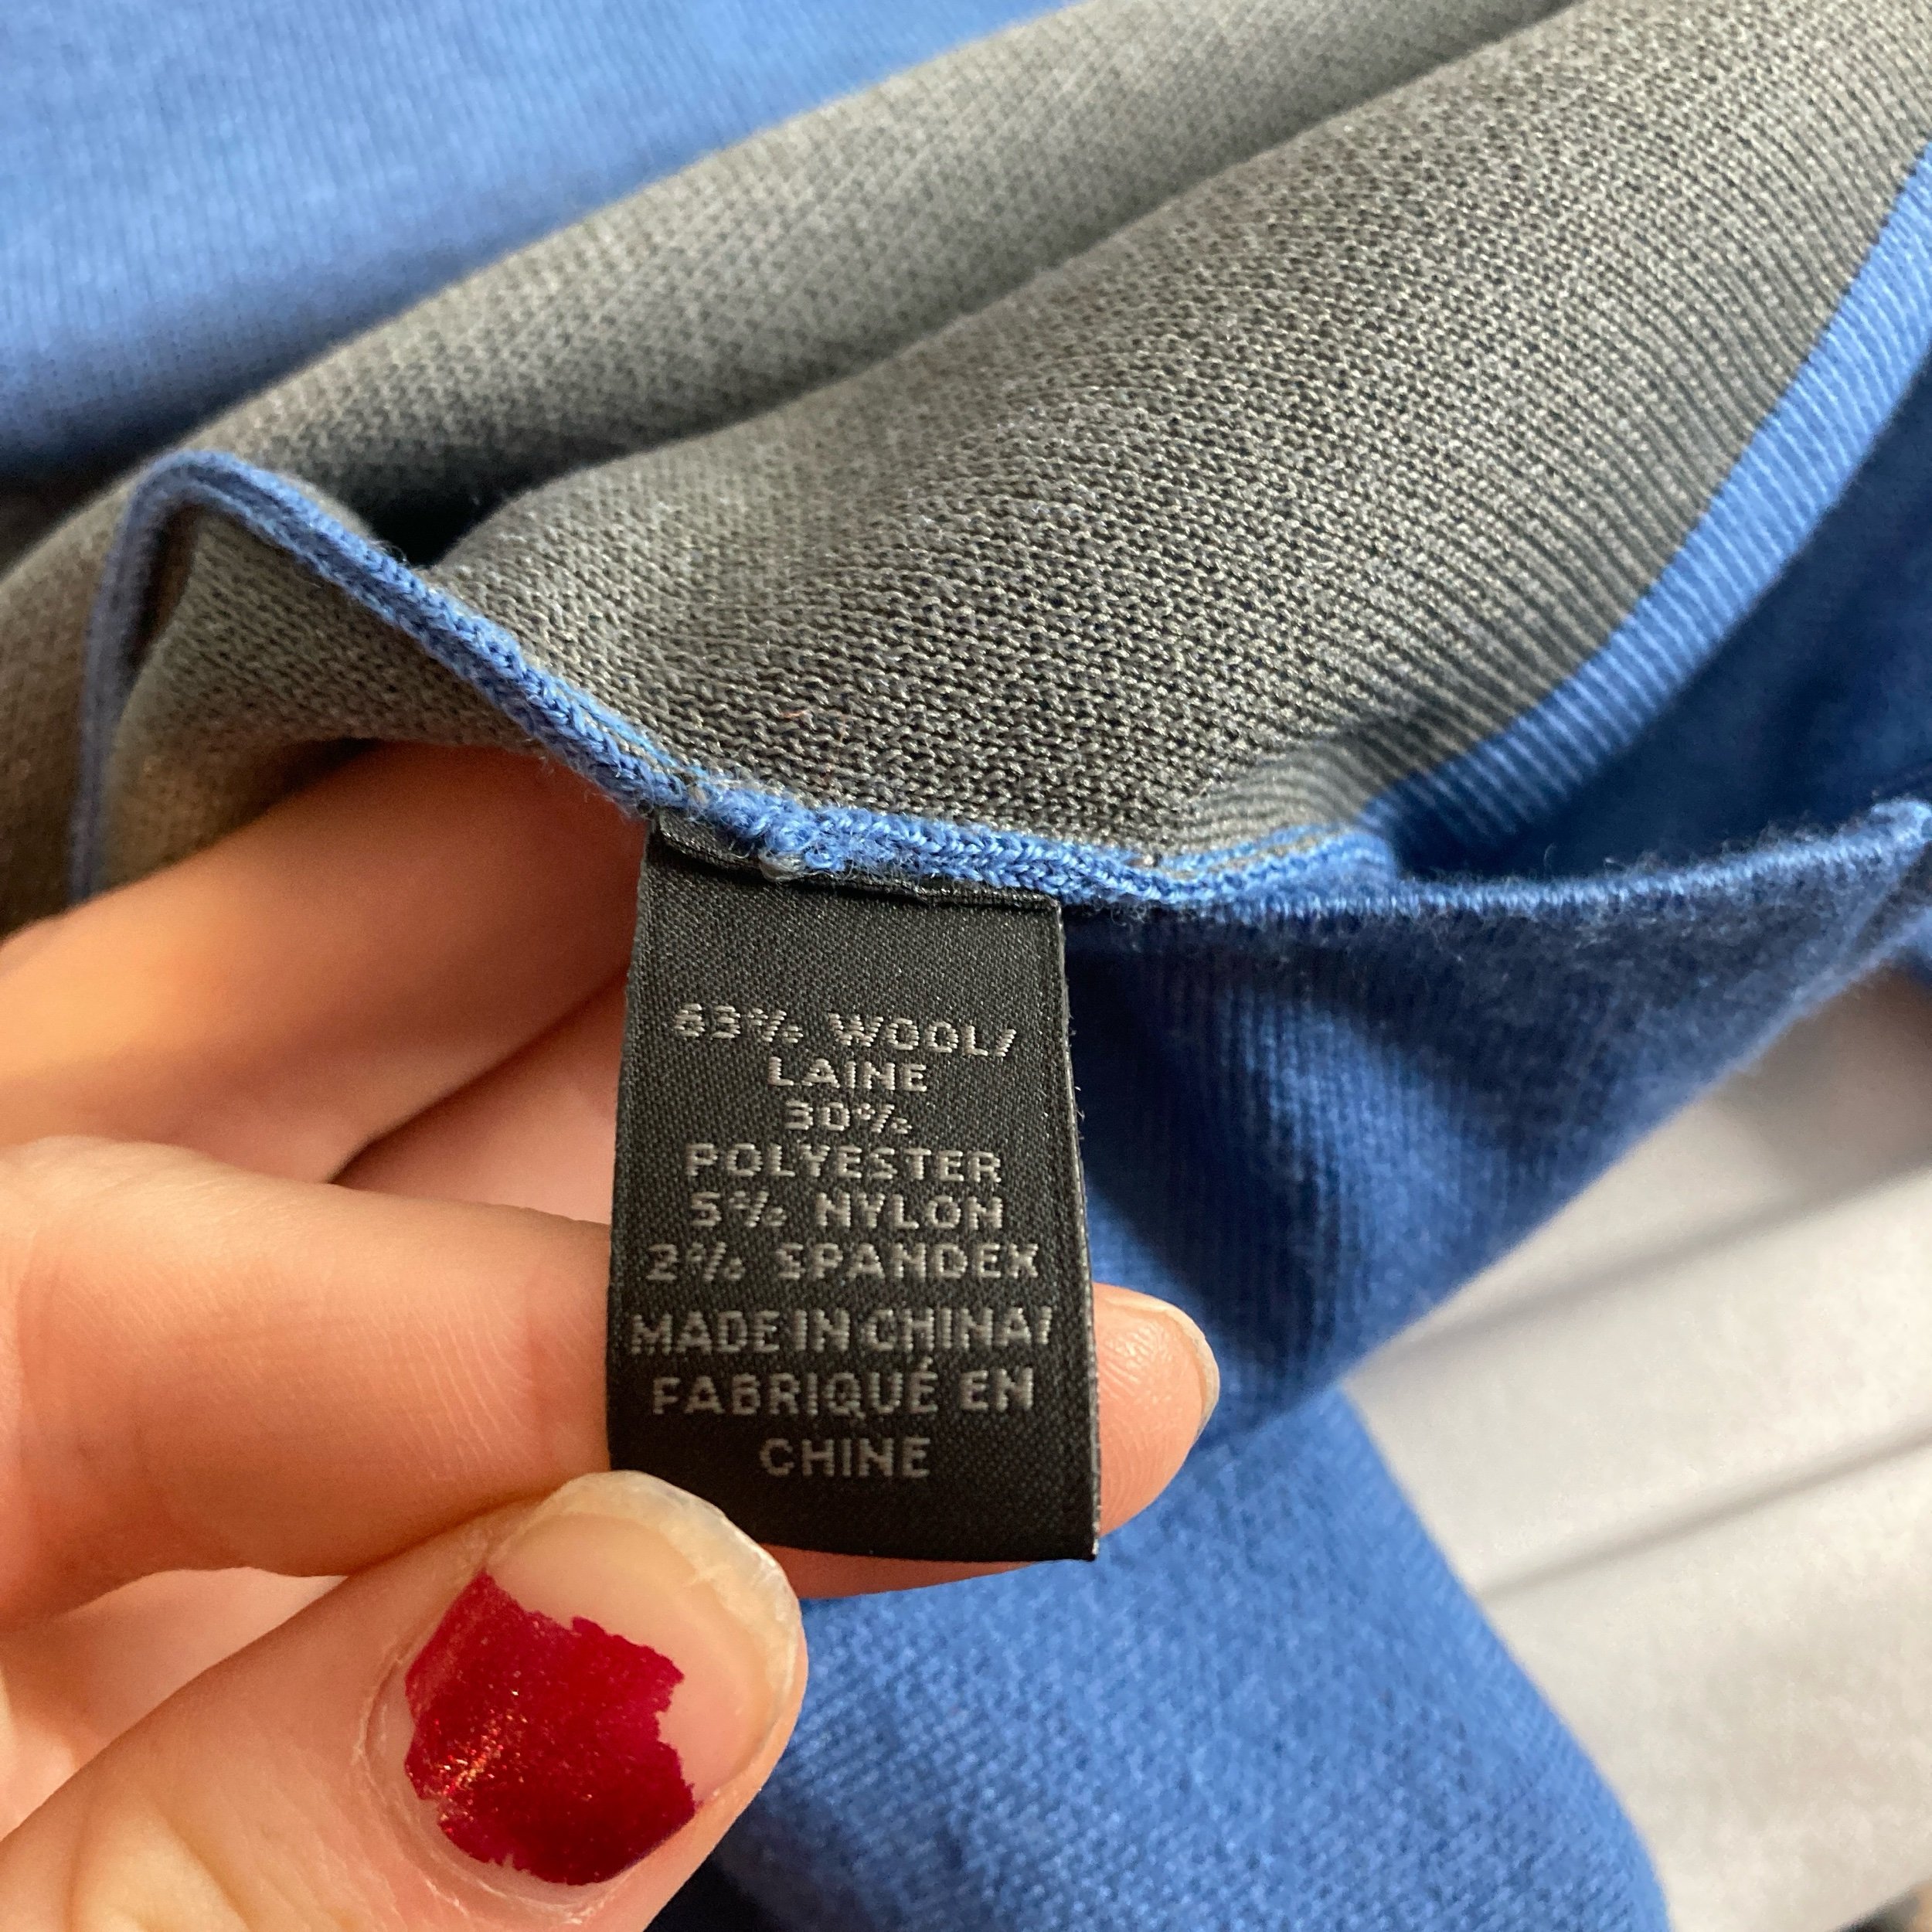 63% WOOL/
LAINE
30%
POLYESTER
5% NYLON
2% SPANDEX
MADE IN CHINA/
FABRIQUÉ EN
CHINE